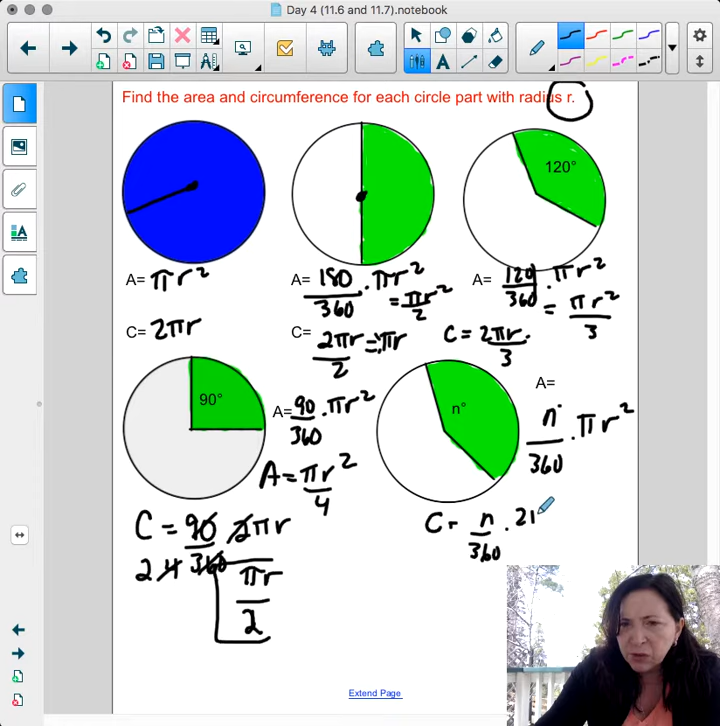 Day 4 (11.6 and 11.7).notebook
Find the area and circumference for each circle part with radius r.
120°
A= πr²
A= 180/360 · πr² = πr²/2
A= 120/360 · πr² = πr²/3
C= 2πr
C= 2πr/2 = πr
C = 2πr/3
90°
A= 90/360 · πr²
A = πr²/4
n°
A=
n/360 · πr²
C = 90/360 2πr
2 4
πr/2
C = n/360 · 2π
Extend Page